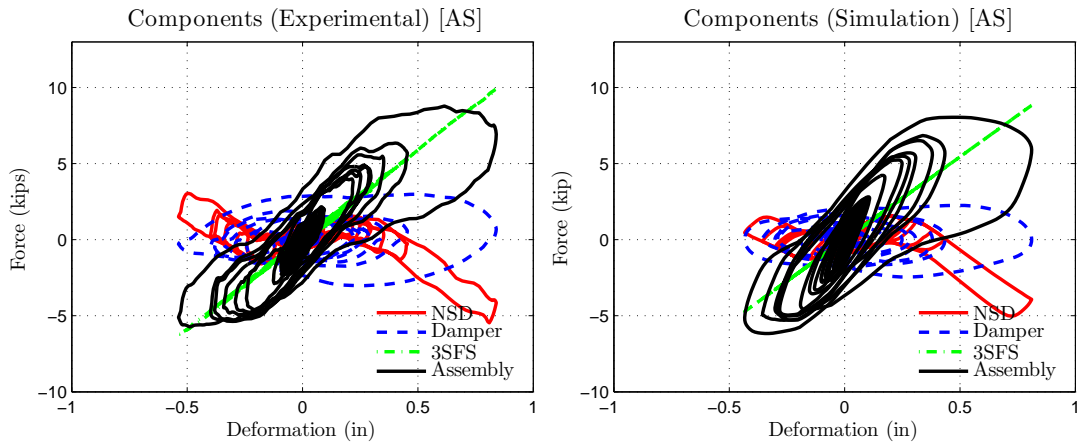 Components (Experimental) [AS]
10
5
0
−5
−10
−1
−0.5
0
0.5
1
Force (kips)
Deformation (in)
NSD
Damper
3SFS
Assembly
Components (Simulation) [AS]
10
5
0
−5
−10
−1
−0.5
0
0.5
1
Force (kip)
Deformation (in)
NSD
Damper
3SFS
Assembly